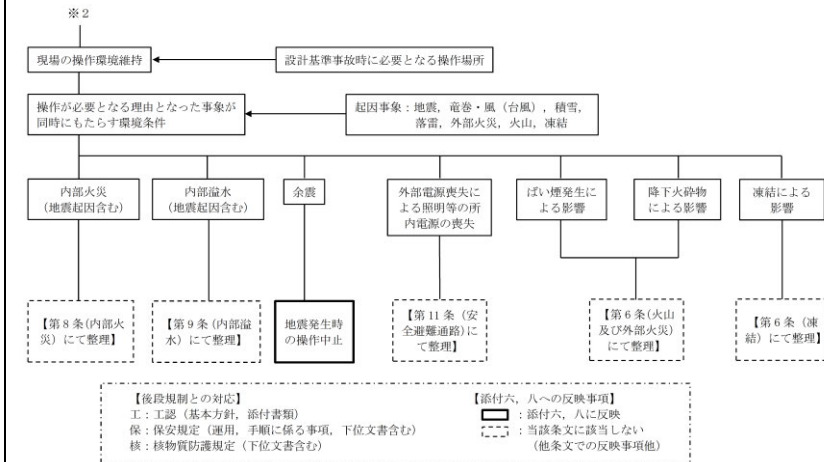 ※2
現場の操作環境維持
設計基準事故時に必要となる操作場所
操作が必要となる理由となった事象が
同時にもたらす環境条件
起因事象:地震,竜巻・風(台風),積雪,
落雷,外部火災,火山,凍結
内部火災
(地震起因含む)
内部溢水
(地震起因含む)
余震
外部電源喪失に
よる照明等の所
内電源の喪失
ばい煙発生に
よる影響
降下火砕物
による影響
凍結による
影響
【第8条(内部火
災)にて整理】
【第9条(内部溢
水)にて整理】
地震発生時
の操作中止
【第11条(安
全避難通路)に
て整理】
【第6条(火山
及び外部火災)
にて整理】
【第6条(凍
結)にて整理】
【後段規制との対応】
工:工認(基本方針,添付書類)
保:保安規定(運用,手順に係る事項,下位文書含む)
核:核物質防護規定(下位文書含む)
【添付六,八への反映事項】
:添付六,八に反映
:当該条文に該当しない
(他条文での反映事項他)